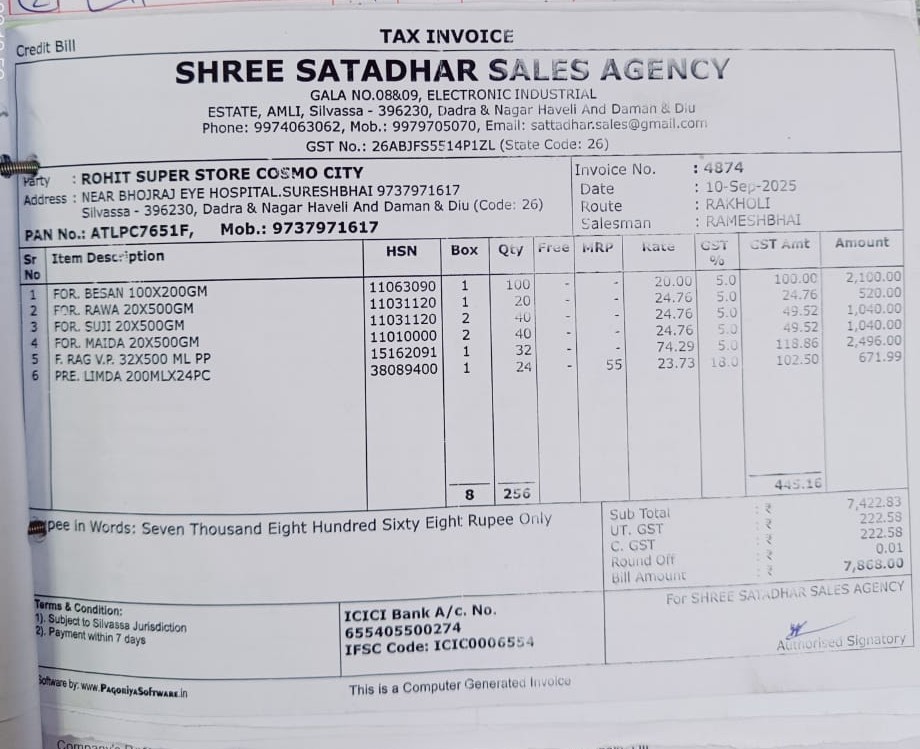 Credit Bill
TAX INVOICE
SHREE SATADHAR SALES AGENCY
GALA NO.08&09, ELECTRONIC INDUSTRIAL
ESTATE, AMLI, Silvassa - 396230, Dadra & Nagar Haveli And Daman & Diu
Phone: 9974063062, Mob.: 9979705070, Email: sattadhar.sales@gmail.com
GST No.: 26ABJFS5514P1ZL (State Code: 26)
Party : ROHIT SUPER STORE COSMO CITY
Address : NEAR BHOJRAJ EYE HOSPITAL.SURESHBHAI 9737971617
Silvassa - 396230, Dadra & Nagar Haveli And Daman & Diu (Code: 26)
PAN No.: ATLPC7651F, Mob.: 9737971617
Invoice No. : 4874
Date : 10-Sep-2025
Route : RAKHOLI
Salesman : RAMESHBHAI
Sr No Item Description HSN Box Qty Free MRP Rate GST % GST Amt Amount
1 FOR. BESAN 100X200GM 11063090 1 100 - - 20.00 5.0 100.00 2,100.00
2 FOR. RAWA 20X500GM 11031120 1 20 - - 24.76 5.0 24.76 520.00
3 FOR. SUJI 20X500GM 11031120 2 40 - - 24.76 5.0 49.52 1,040.00
4 FOR. MAIDA 20X500GM 11010000 2 40 - - 24.76 5.0 49.52 1,040.00
5 F. RAG V.P. 32X500 ML PP 15162091 1 32 - - 74.29 5.0 118.86 2,496.00
6 PRE. LIMDA 200MLX24PC 38089400 1 24 - 55 23.73 18.0 102.50 671.99
8 256 445.16
pee in Words: Seven Thousand Eight Hundred Sixty Eight Rupee Only
Sub Total : ₹ 7,422.83
UT. GST : ₹ 222.58
C. GST : ₹ 222.58
Round Off : ₹ 0.01
Bill Amount : ₹ 7,868.00
Terms & Condition:
1). Subject to Silvassa Jurisdiction
2). Payment within 7 days
ICICI Bank A/c. No.
655405500274
IFSC Code: ICIC0006554
For SHREE SATADHAR SALES AGENCY
Authorised Signatory
Software by: www.PagoniyaSoftware.in
This is a Computer Generated Invoice